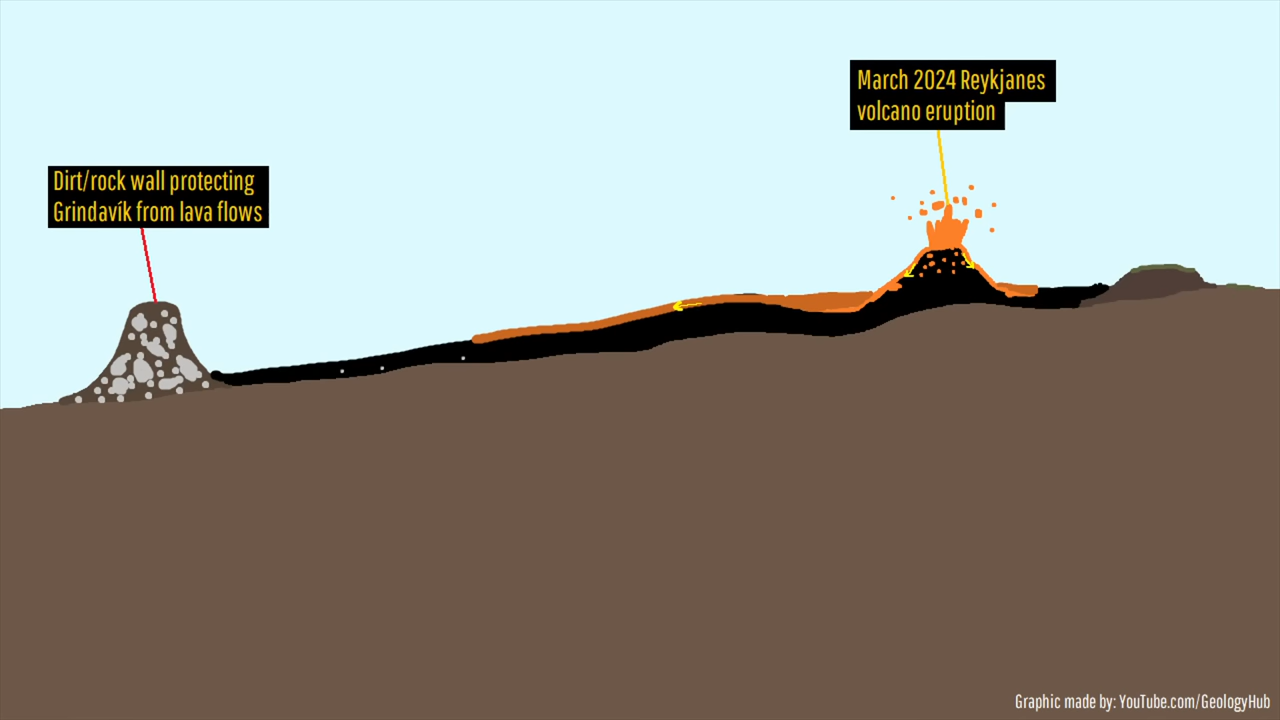 March 2024 Reykjanes
volcano eruption
Dirt/rock wall protecting
Grindavík from lava flows
Graphic made by: YouTube.com/GeologyHub